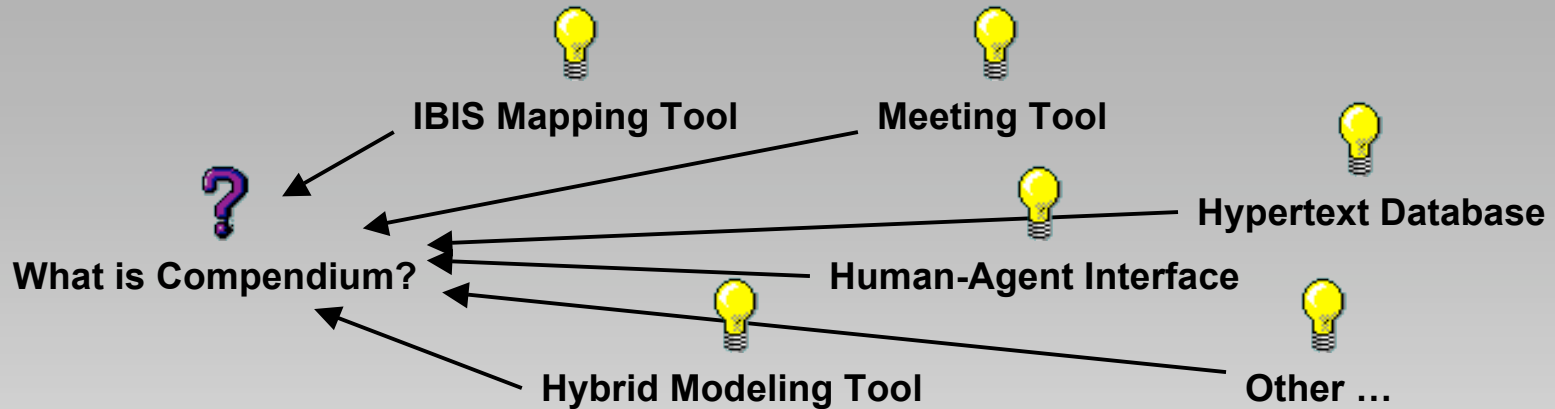 IBIS Mapping Tool
Meeting Tool
Hypertext Database
What is Compendium?
Human-Agent Interface
Hybrid Modeling Tool
Other …